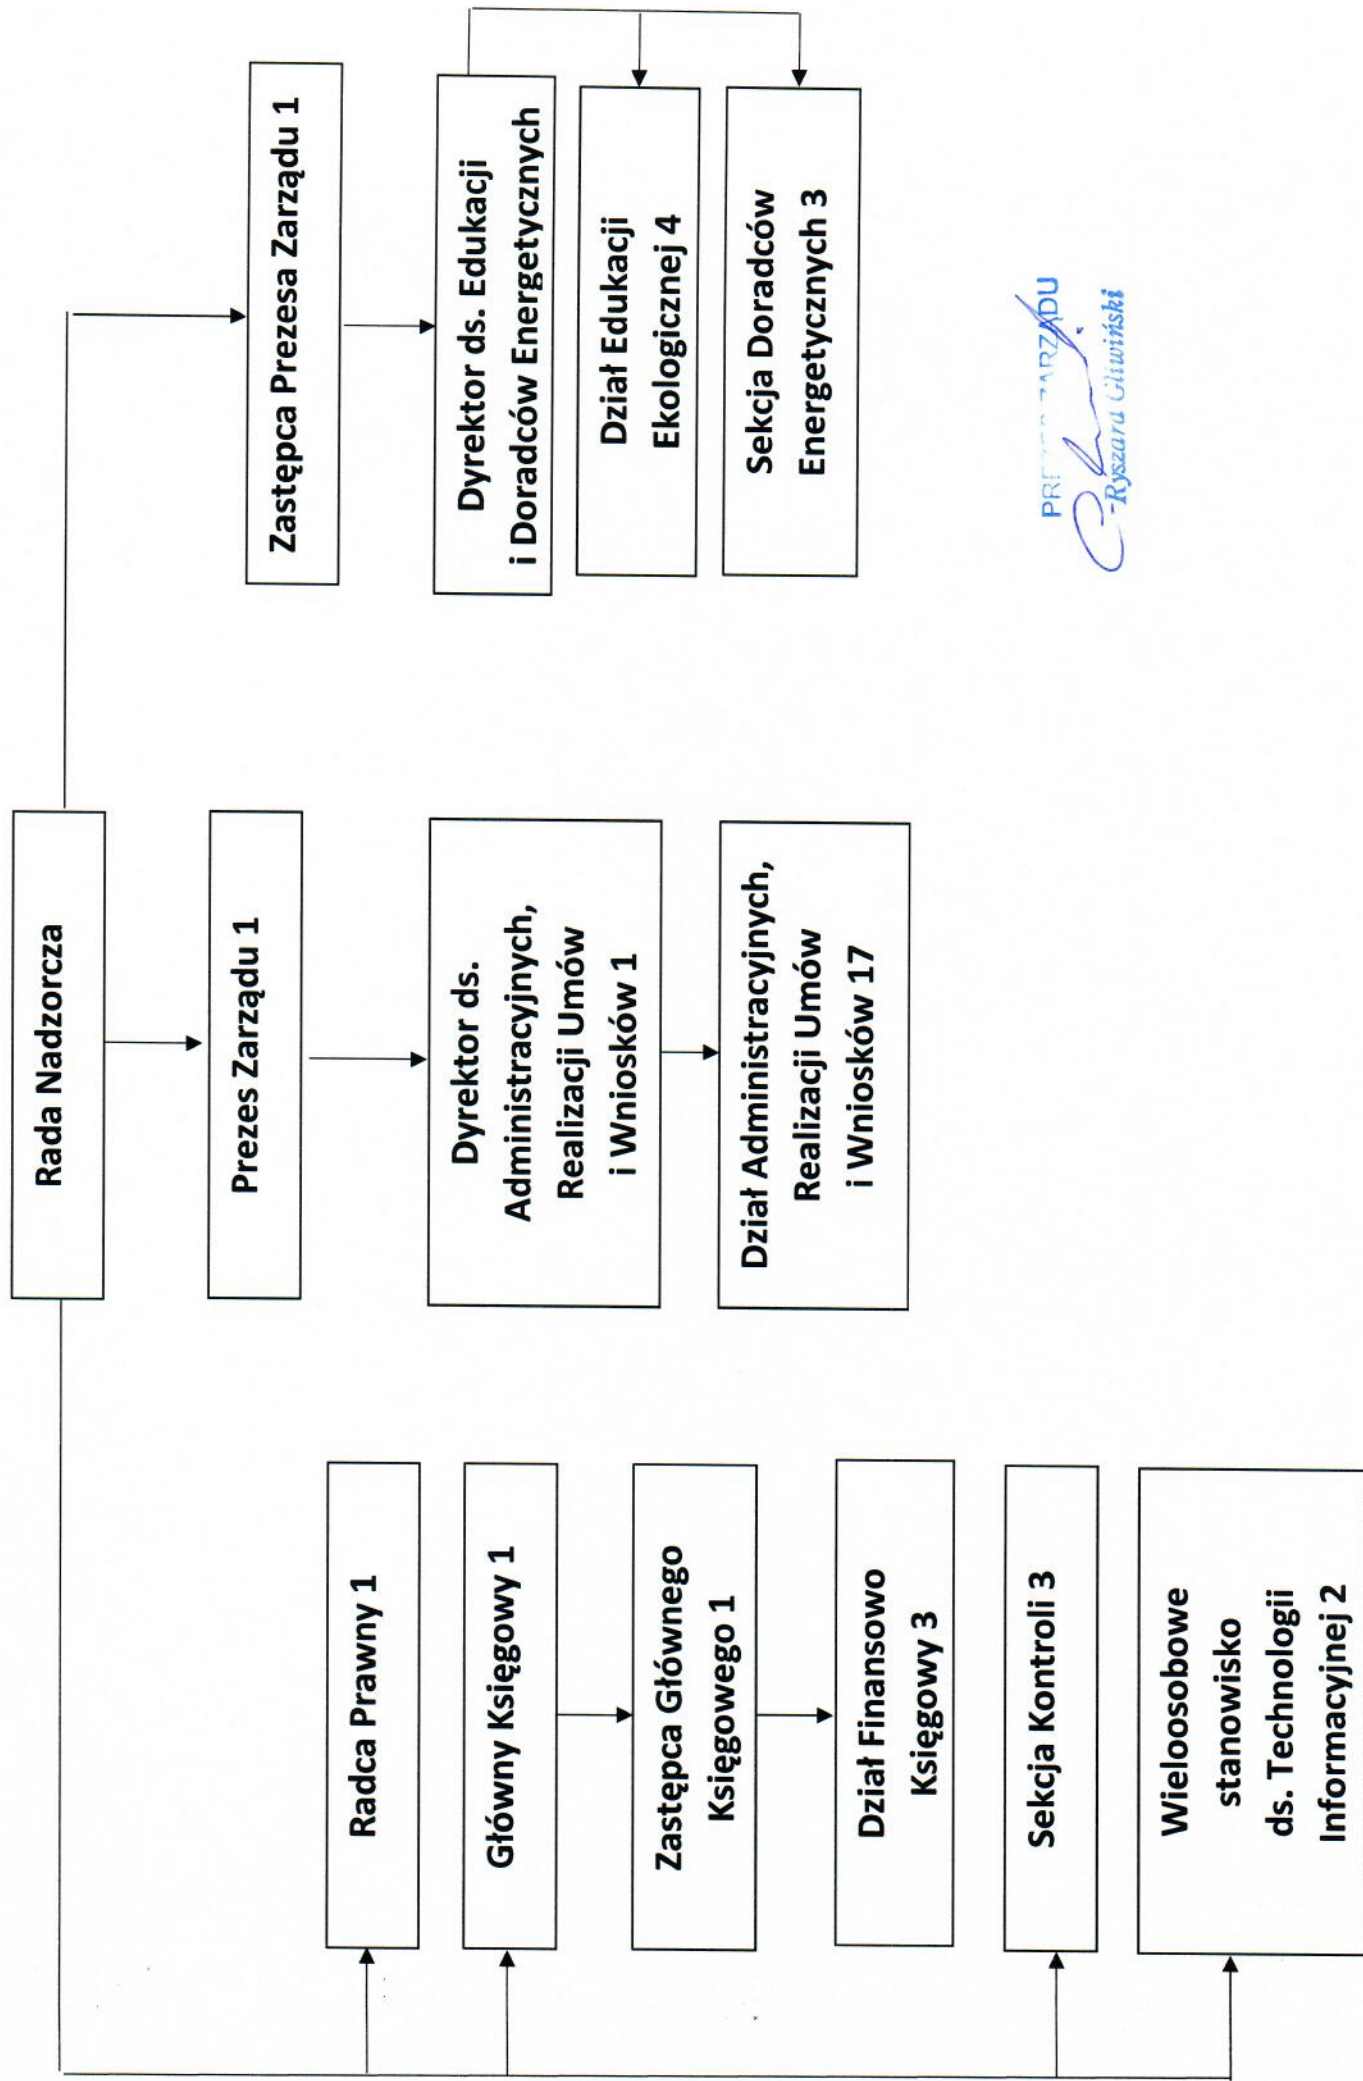 Rada Nadzorcza
Radca Prawny 1
Główny Księgowy 1
Zastępca Głównego
Księgowego 1
Dział Finansowo
Księgowy 3
Sekcja Kontroli 3
Wieloosobowe
stanowisko
ds. Technologii
Informacyjnej 2
Prezes Zarządu 1
Dyrektor ds.
Administracyjnych,
Realizacji Umów
i Wniosków 1
Dział Administracyjnych,
Realizacji Umów
i Wniosków 17
Zastępca Prezesa Zarządu 1
Dyrektor ds. Edukacji
i Doradców Energetycznych
Dział Edukacji
Ekologicznej 4
Sekcja Doradców
Energetycznych 3
ZARZĄDU
Ryszard